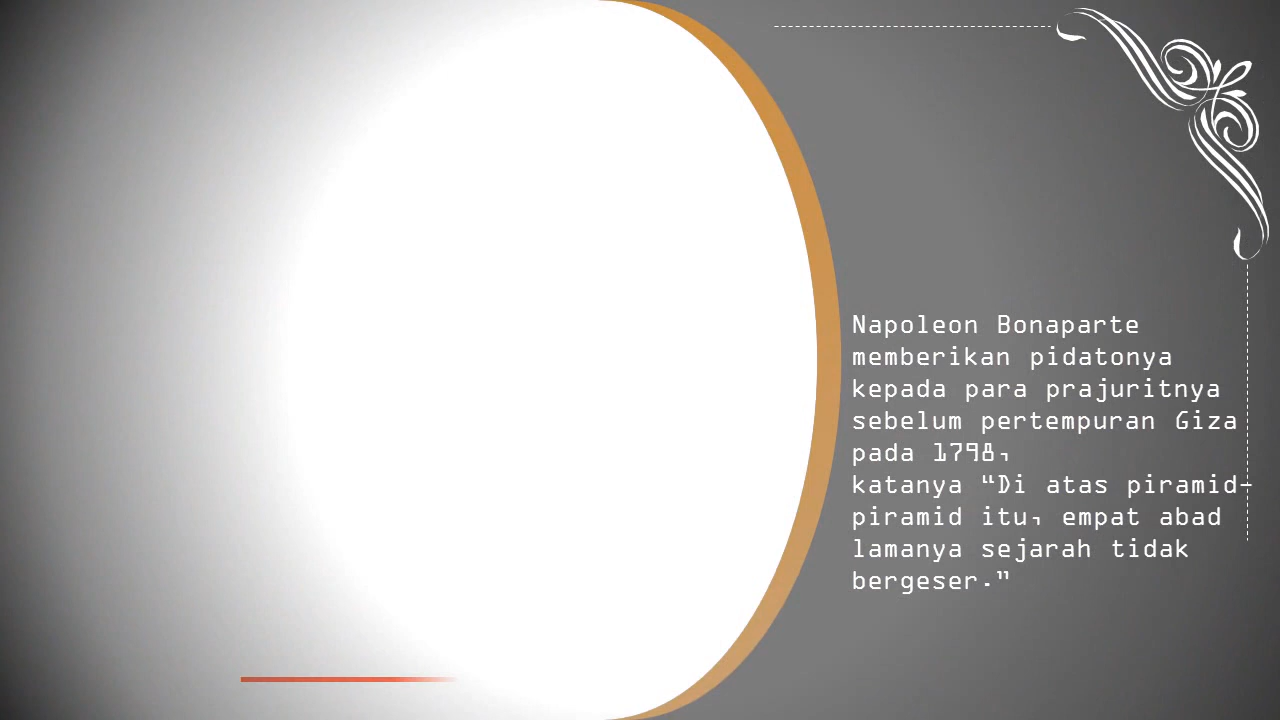 Napoleon Bonaparte
memberikan pidatonya
kepada para prajuritnya
sebelum pertempuran Giza
pada 1798,
katanya “Di atas piramid-
piramid itu, empat abad
lamanya sejarah tidak
bergeser.”